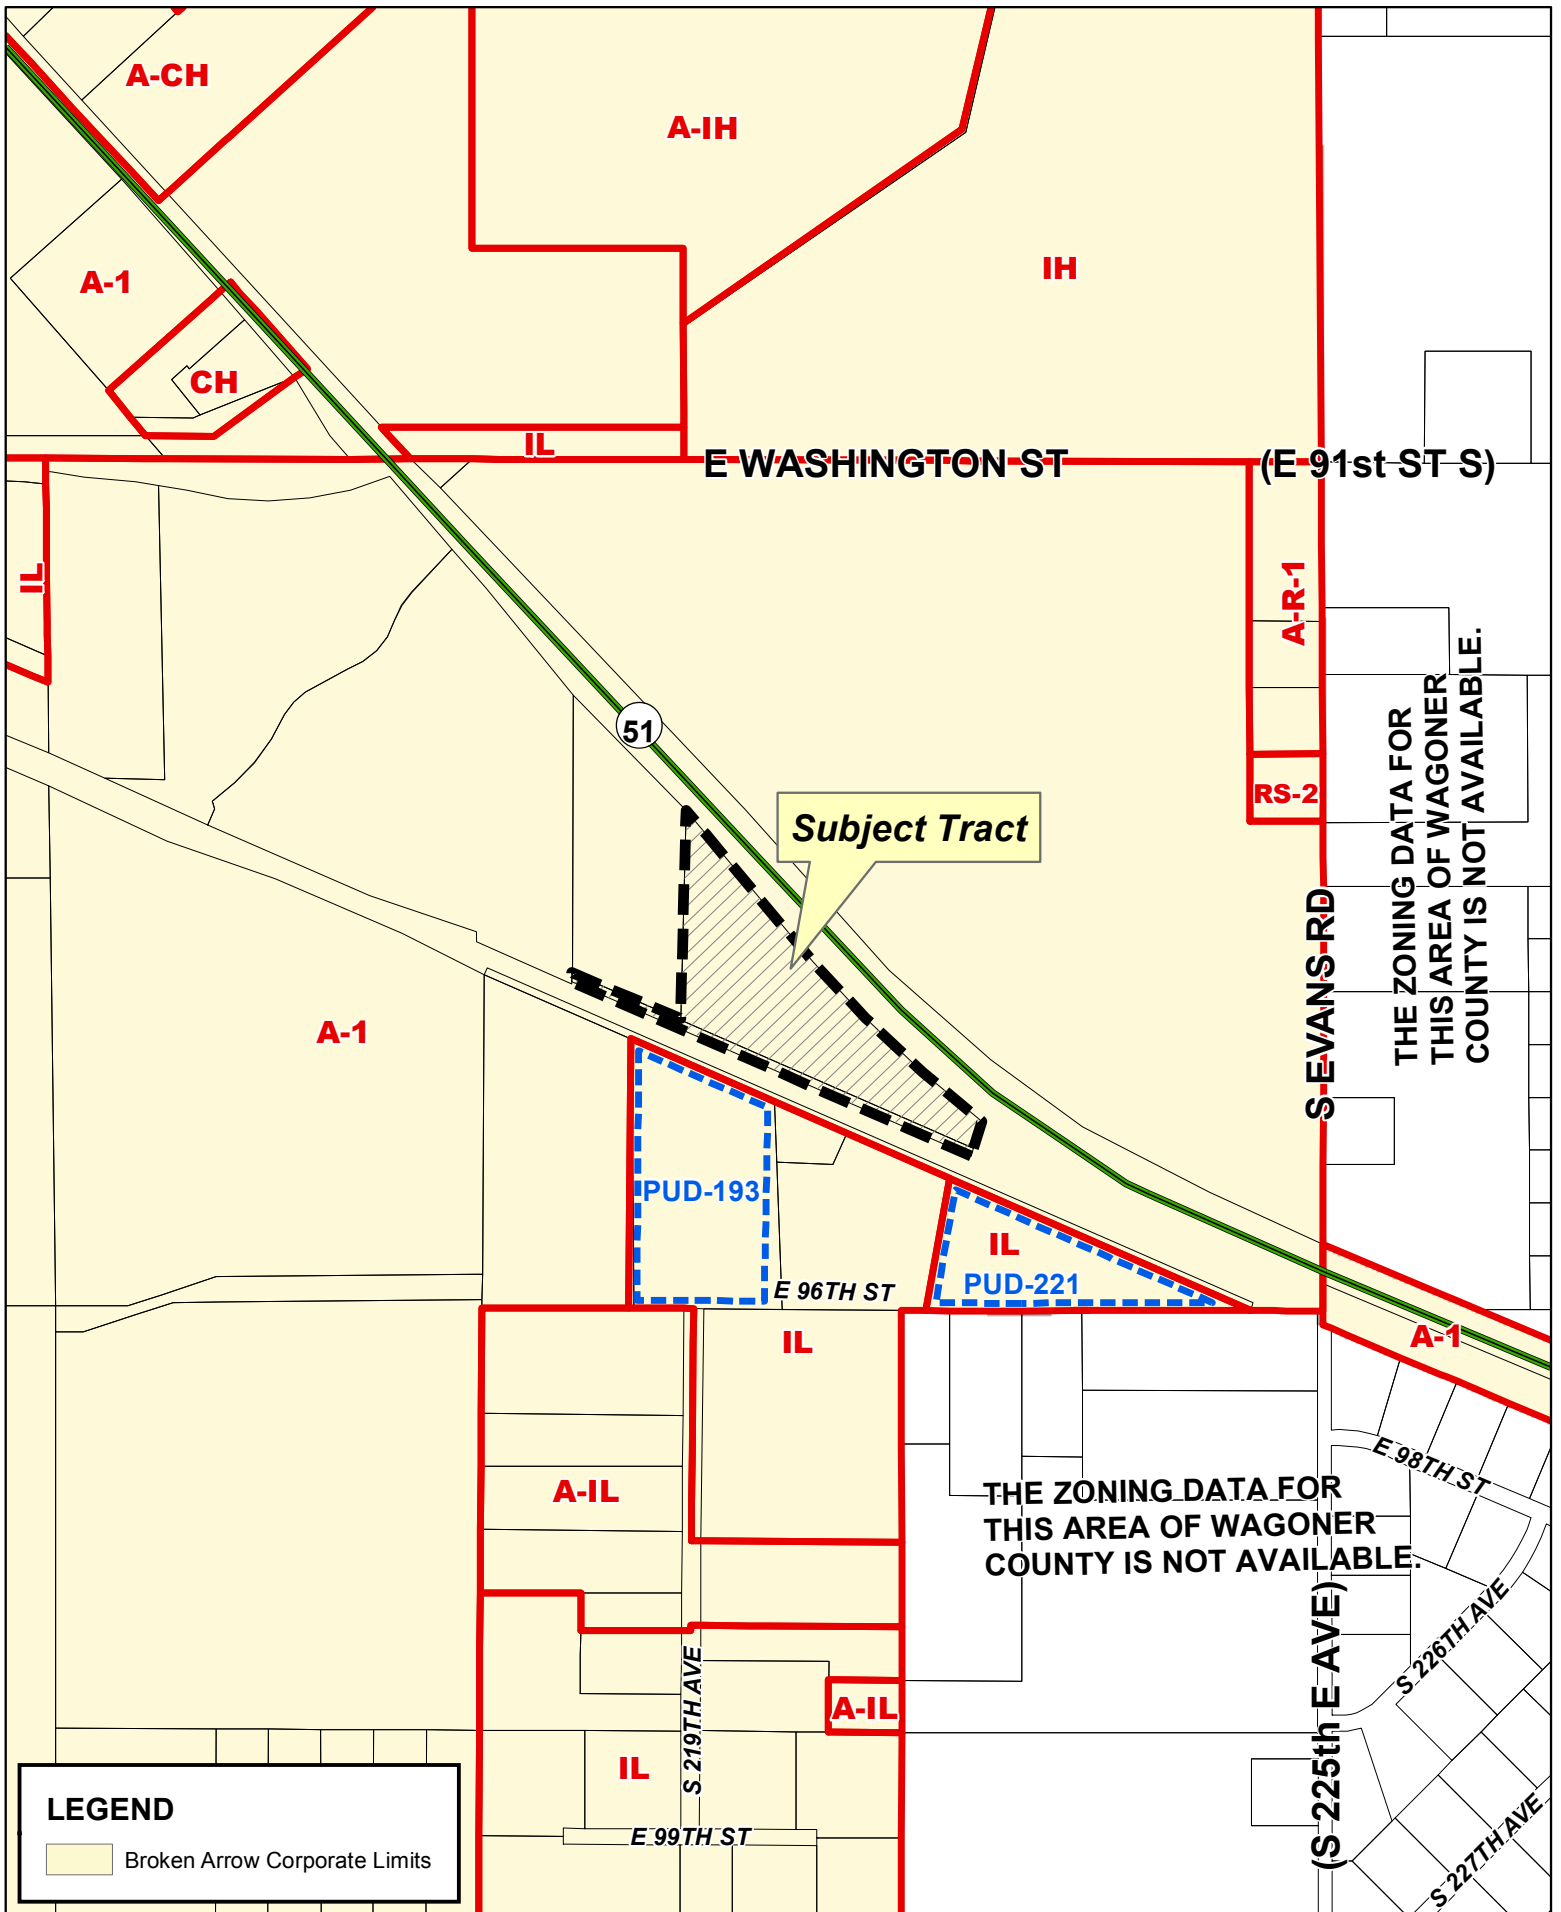 A-CH
A-IH
A-1
IH
CH
IL
E WASHINGTON ST
(E 91st ST S)
IL
A-R-1
THE ZONING DATA FOR
THIS AREA OF WAGONER
COUNTY IS NOT AVAILABLE.
51
RS-2
Subject Tract
S EVANS RD
A-1
PUD-193
IL
PUD-221
E 96TH ST
A-1
IL
E 98TH ST
A-IL
THE ZONING DATA FOR
THIS AREA OF WAGONER
COUNTY IS NOT AVAILABLE.
S 226TH AVE
(S 225th E AVE)
S 219TH AVE
A-IL
IL
E 99TH ST
S 227TH AVE
LEGEND
Broken Arrow Corporate Limits